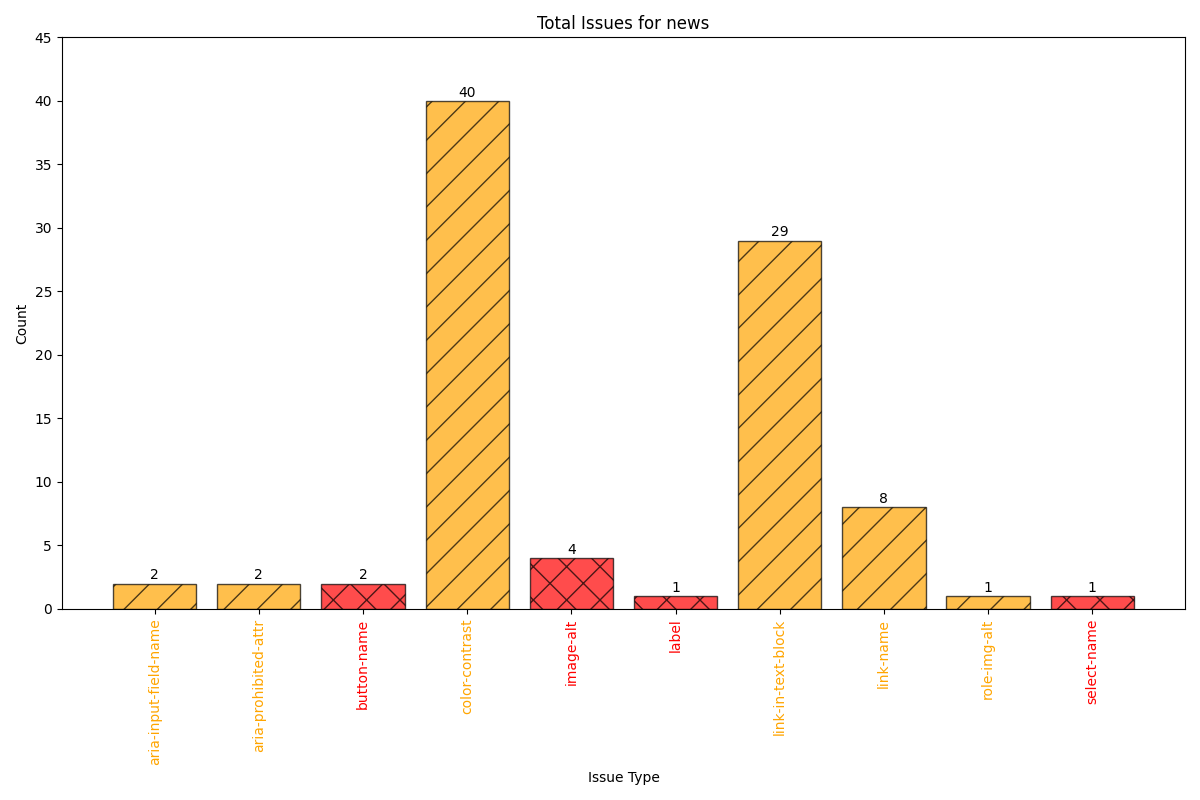 Total Issues for news
45
40
35
30
25
20
15
10
5
0
Count
2
2
2
40
4
1
29
8
1
1
aria-input-field-name
aria-prohibited-attr
button-name
color-contrast
image-alt
label
link-in-text-block
link-name
role-img-alt
select-name
Issue Type